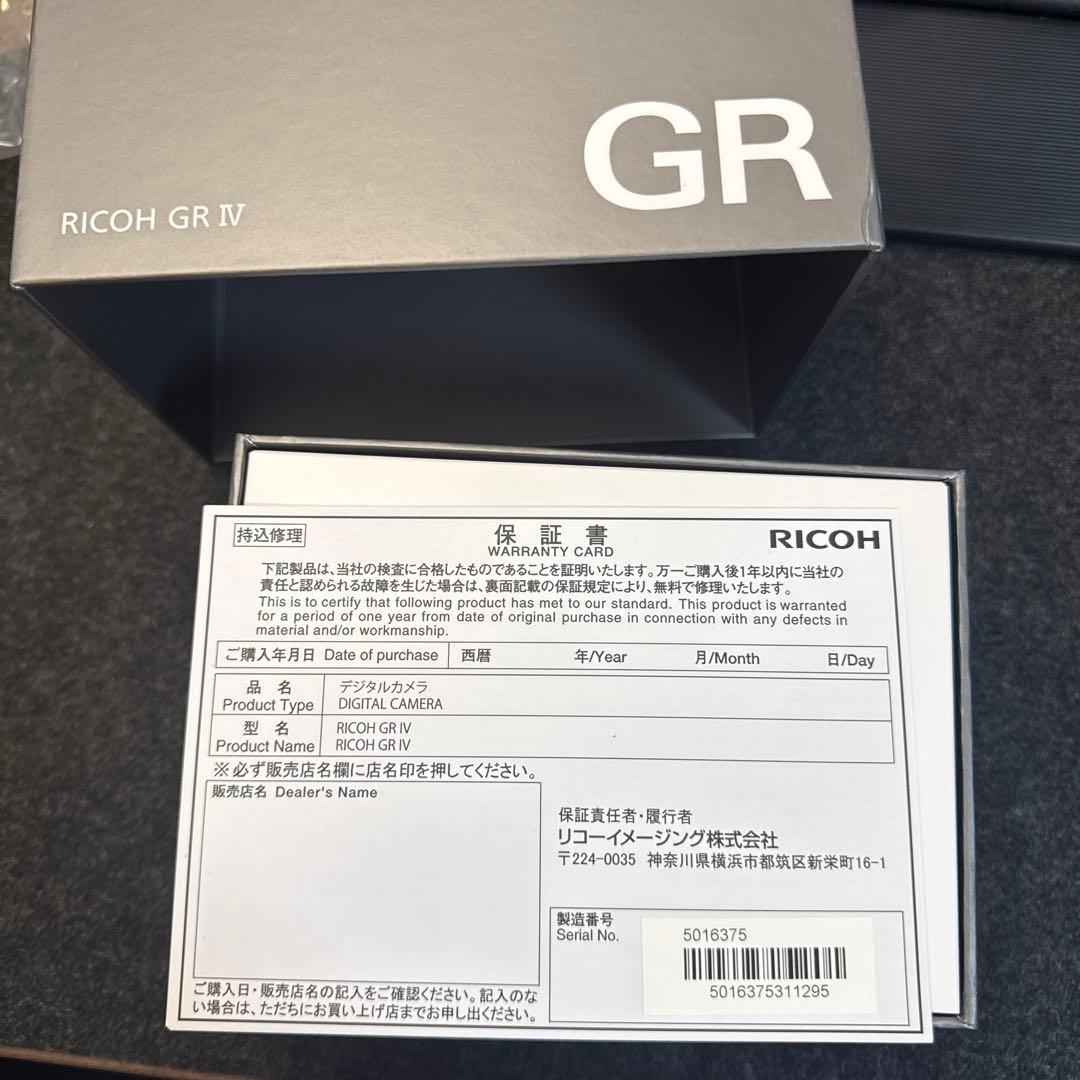 GR
RICOH GR Ⅳ
持込修理
保証書
WARRANTY CARD
RICOH
下記製品は、当社の検査に合格したものであることを証明いたします。万一ご購入後1年以内に当社の
責任と認められる故障を生じた場合は、裏面記載の保証規定により、無料で修理いたします。
This is to certify that following product has met to our standard. This product is warranted
for a period of one year from date of original purchase in connection with any defects in
material and/or workmanship.
ご購入年月日 Date of purchase 西暦 年/Year 月/Month 日/Day
品名 デジタルカメラ
Product Type DIGITAL CAMERA
型名 RICOH GR IV
Product Name RICOH GR IV
※必ず販売店名欄に店名印を押してください。
販売店名 Dealer's Name
保証責任者・履行者
リコーイメージング株式会社
〒224-0035 神奈川県横浜市都筑区新栄町16-1
製造番号
Serial No.
5016375
5016375311295
ご購入日・販売店名の記入をご確認ください。記入のな
い場合は、ただちにお買い上げ店までお申し出ください。